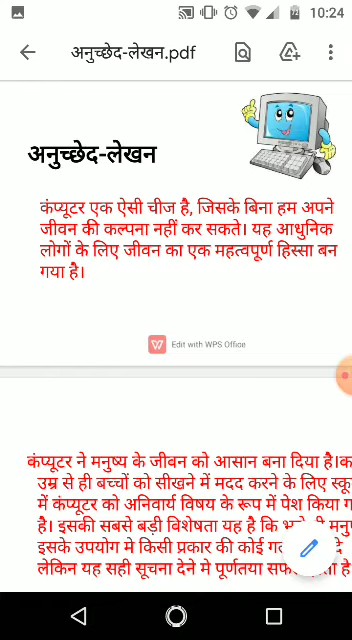 10:24
अनुच्छेद-लेखन.pdf
अनुच्छेद-लेखन
कंप्यूटर एक ऐसी चीज है, जिसके बिना हम अपने
जीवन की कल्पना नहीं कर सकते। यह आधुनिक
लोगों के लिए जीवन का एक महत्वपूर्ण हिस्सा बन
गया है।
Edit with WPS Office
कंप्यूटर ने मनुष्य के जीवन को आसान बना दिया है।
उम्र से ही बच्चों को सीखने में मदद करने के लिए
में कंप्यूटर को अनिवार्य विषय के रूप में पेश किया
है। इसकी सबसे बड़ी विशेषता यह है कि
इसके उपयोग मे किसी प्रकार की कोई
लेकिन यह सही सूचना देने मे पूर्णतया है